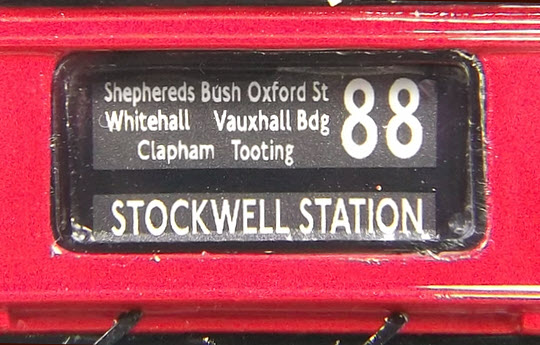 Shephereds Bush Oxford St
Whitehall Vauxhall Bdg
Clapham Tooting
88
STOCKWELL STATION